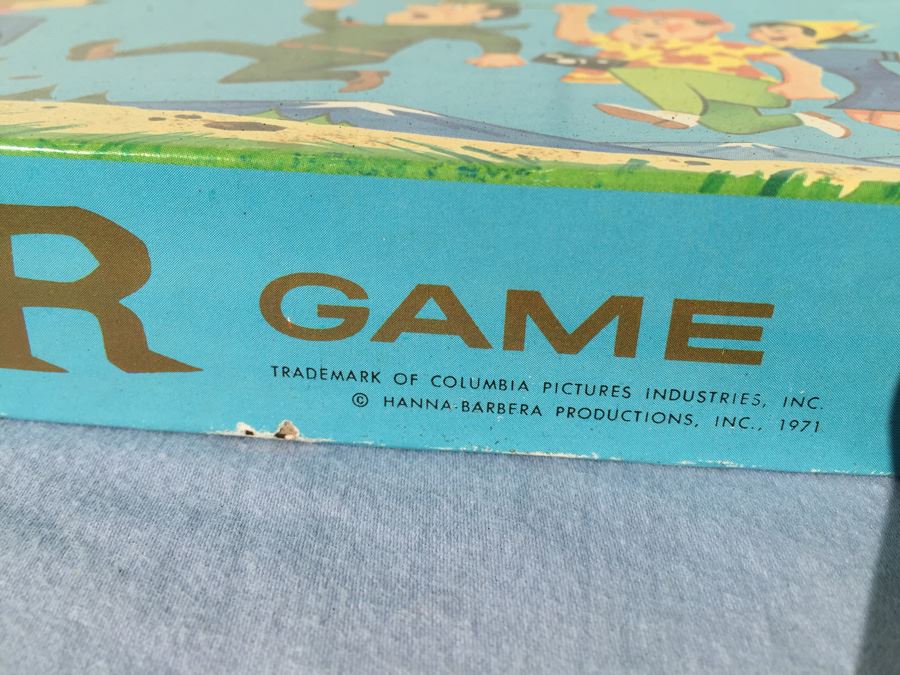 R GAME
TRADEMARK OF COLUMBIA PICTURES INDUSTRIES, INC.
© HANNA-BARBERA PRODUCTIONS, INC., 1971